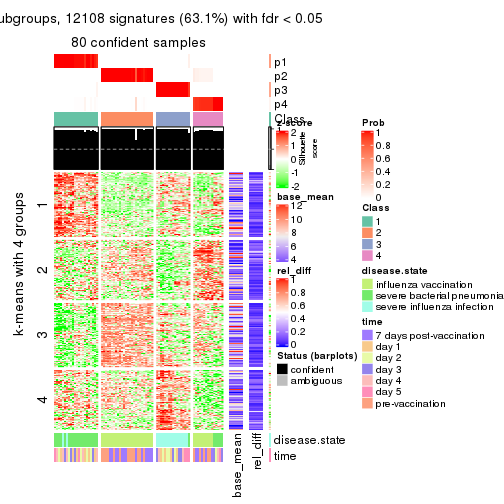 ubgroups, 12108 signatures (63.1%) with fdr < 0.05
80 confident samples
p1
p2
p3
p4
Class
Silhouette
score
1
2
3
4
k-means with 4 groups
base_mean
rel_diff
disease.state
time
z-score
2
1
0
-1
-2
base_mean
12
10
8
6
4
rel_diff
1
0.8
0.6
0.4
0.2
0
Status (barplots)
confident
ambiguous
Prob
1
0.8
0.6
0.4
0.2
0
Class
1
2
3
4
disease.state
influenza vaccination
severe bacterial pneumonia
severe influenza infection
time
7 days post-vaccination
day 1
day 2
day 3
day 4
day 5
pre-vaccination